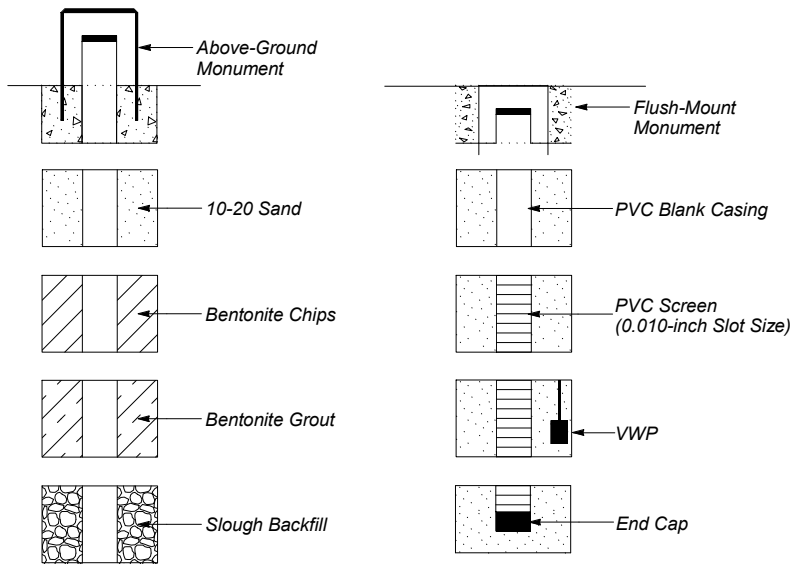 Above-Ground
Monument
10-20 Sand
Bentonite Chips
Bentonite Grout
Slough Backfill
Flush-Mount
Monument
PVC Blank Casing
PVC Screen
(0.010-inch Slot Size)
VWP
End Cap